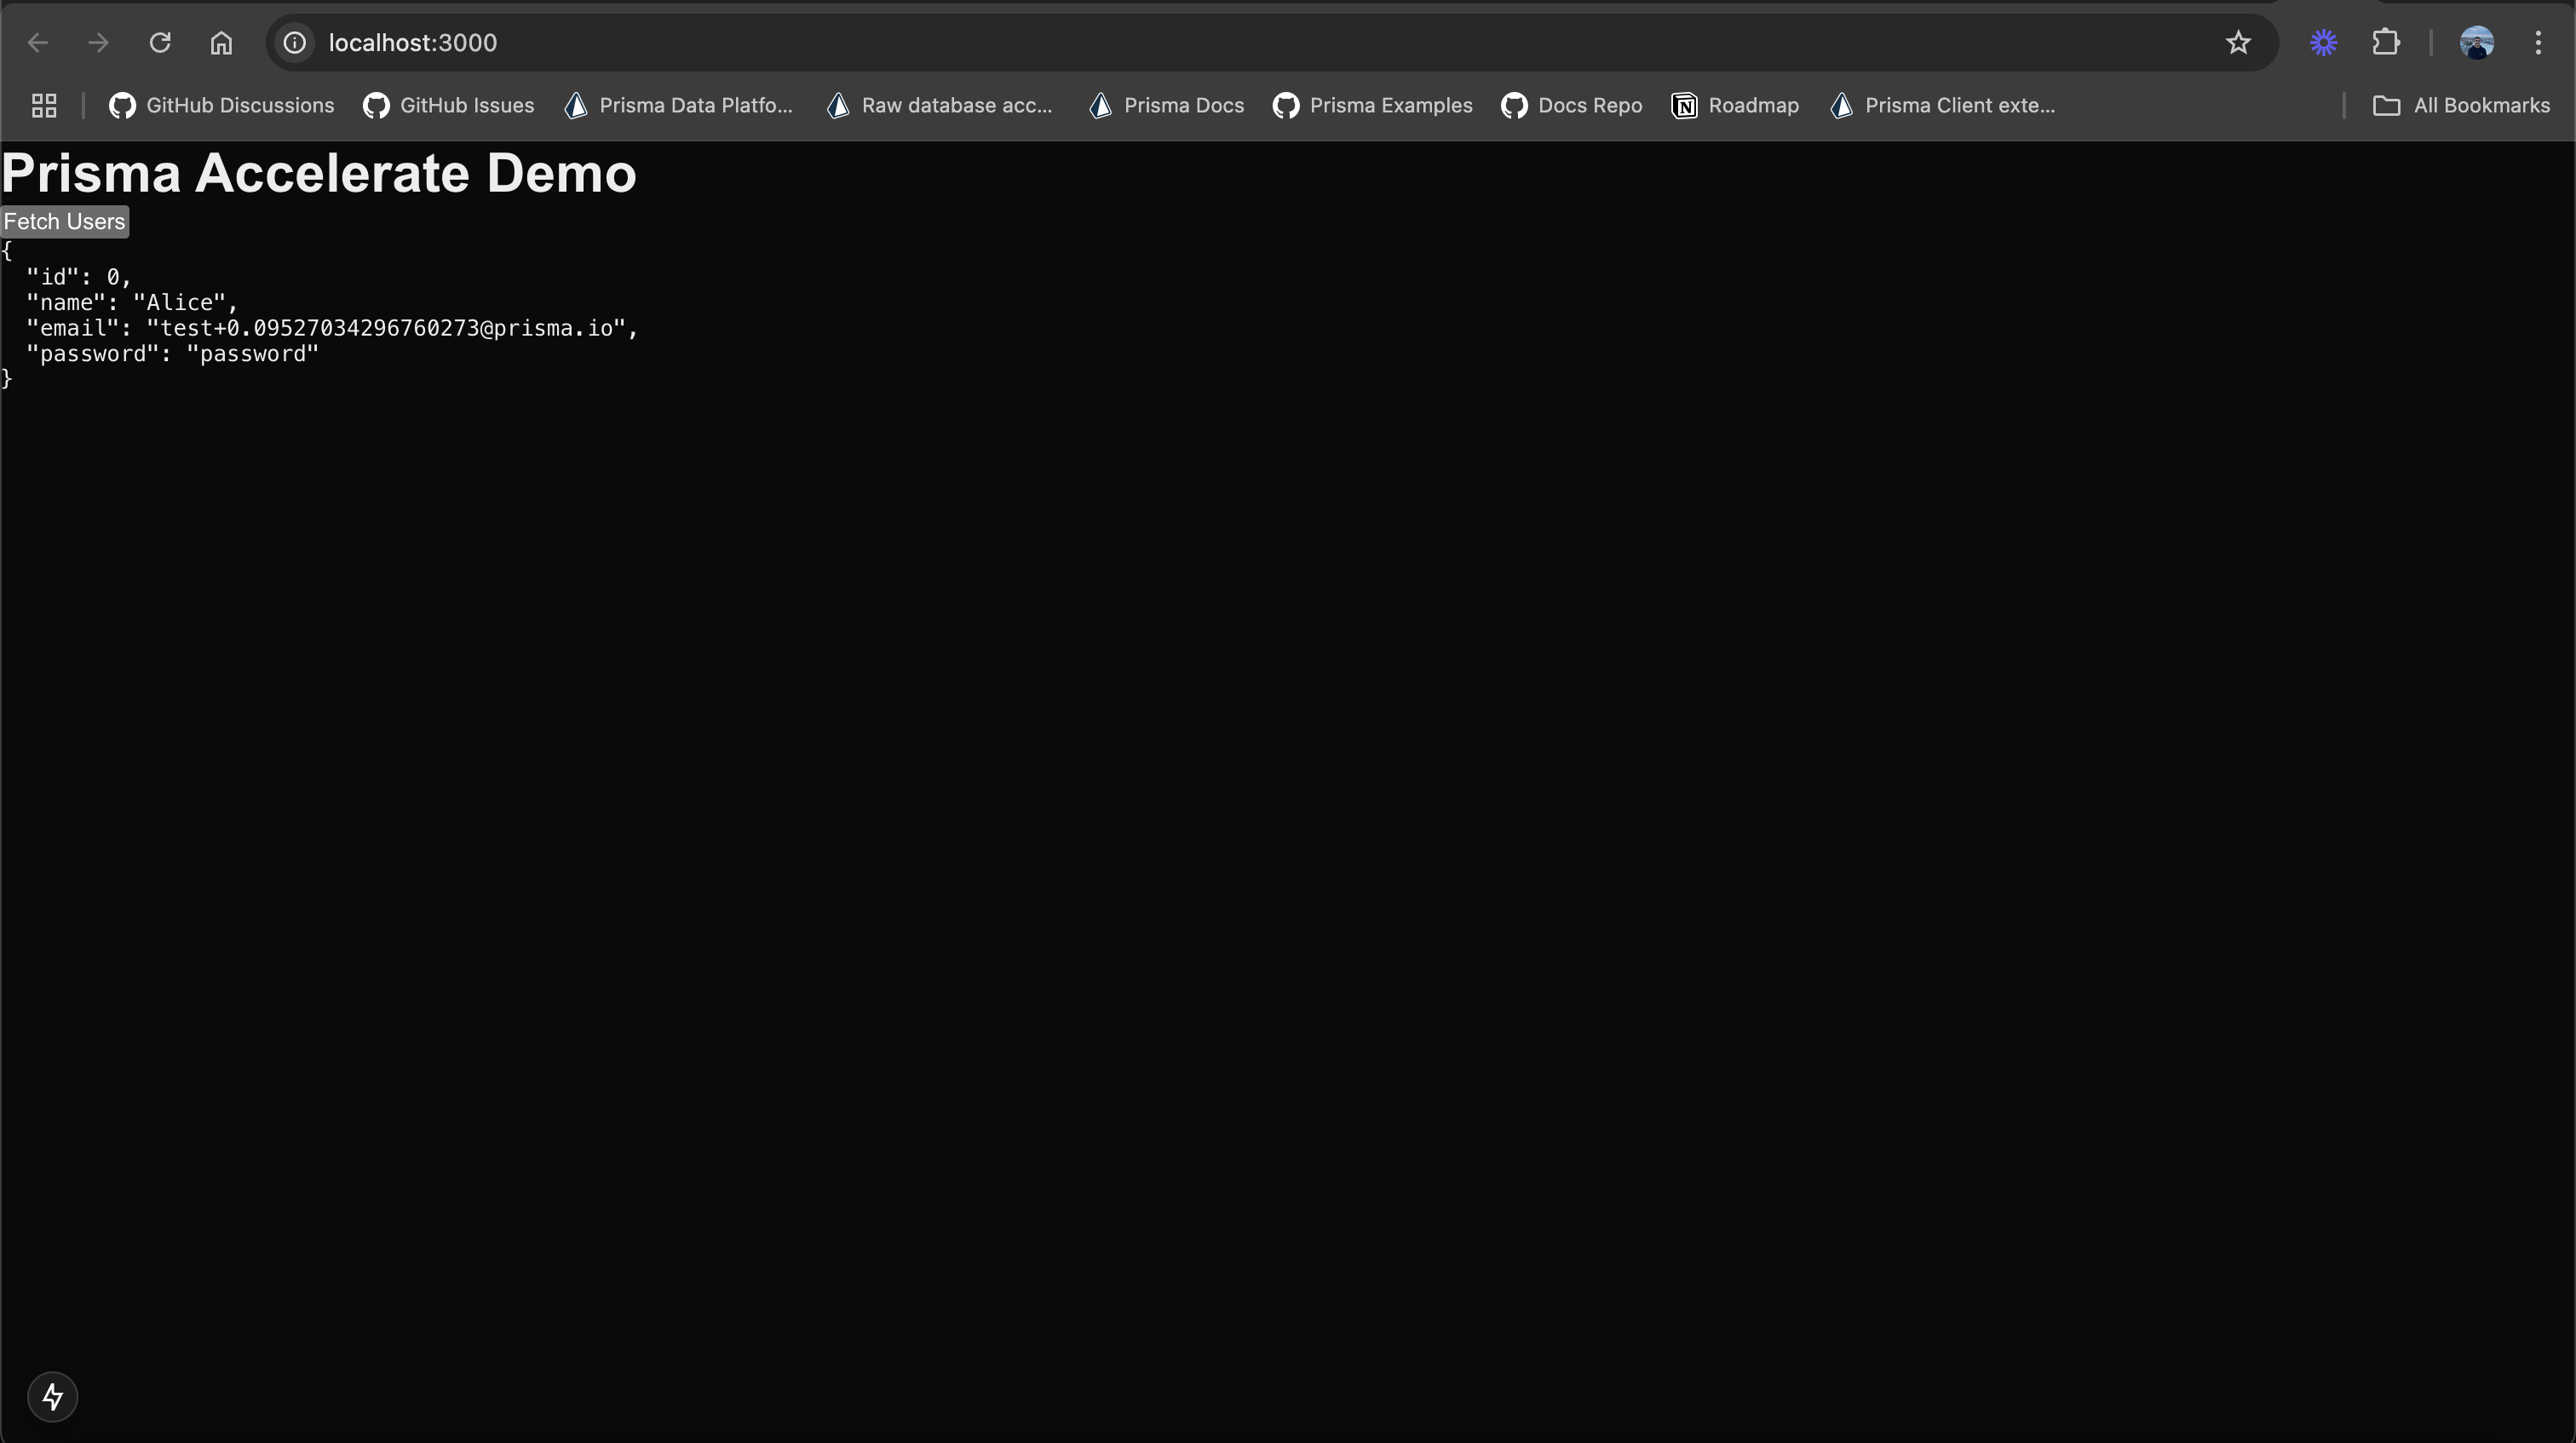 localhost:3000
GitHub Discussions GitHub Issues Prisma Data Platfo... Raw database acc... Prisma Docs Prisma Examples Docs Repo Roadmap Prisma Client exte... All Bookmarks
Prisma Accelerate Demo
Fetch Users
{
  "id": 0,
  "name": "Alice",
  "email": "test+0.09527034296760273@prisma.io",
  "password": "password"
}